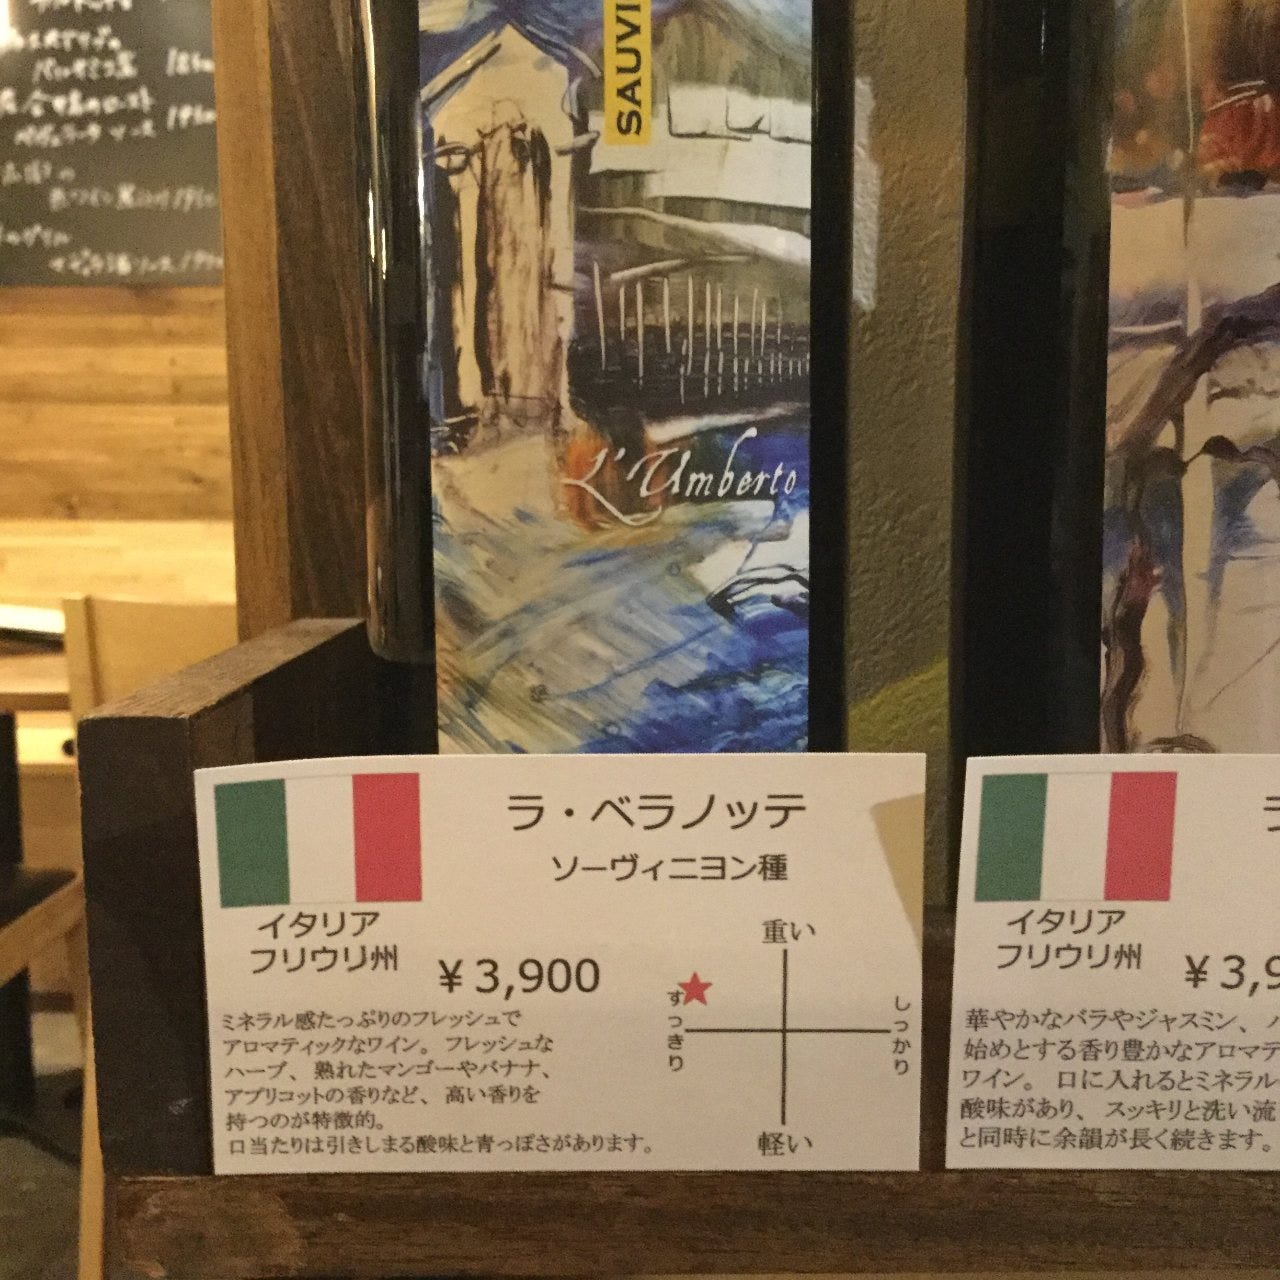 SAUVI
L'Umberto
ラ・ベラノッテ
ソーヴィニヨン種
イタリア
フリウリ州
¥3,900
重い
すっきり
しっかり
軽い
ミネラル感たっぷりのフレッシュで
アロマティックなワイン。フレッシュな
ハーブ、熟れたマンゴーやバナナ、
アプリコットの香りなど、高い香りを
持つのが特徴的。
口当たりは引きしまる酸味と青っぽさがあります。
イタリア
フリウリ州
¥3,9
華やかなバラやジャスミン、
始めとする香り豊かなアロマテ
ワイン。口に入れるとミネラル
酸味があり、スッキリと洗い流
と同時に余韻が長く続きます。